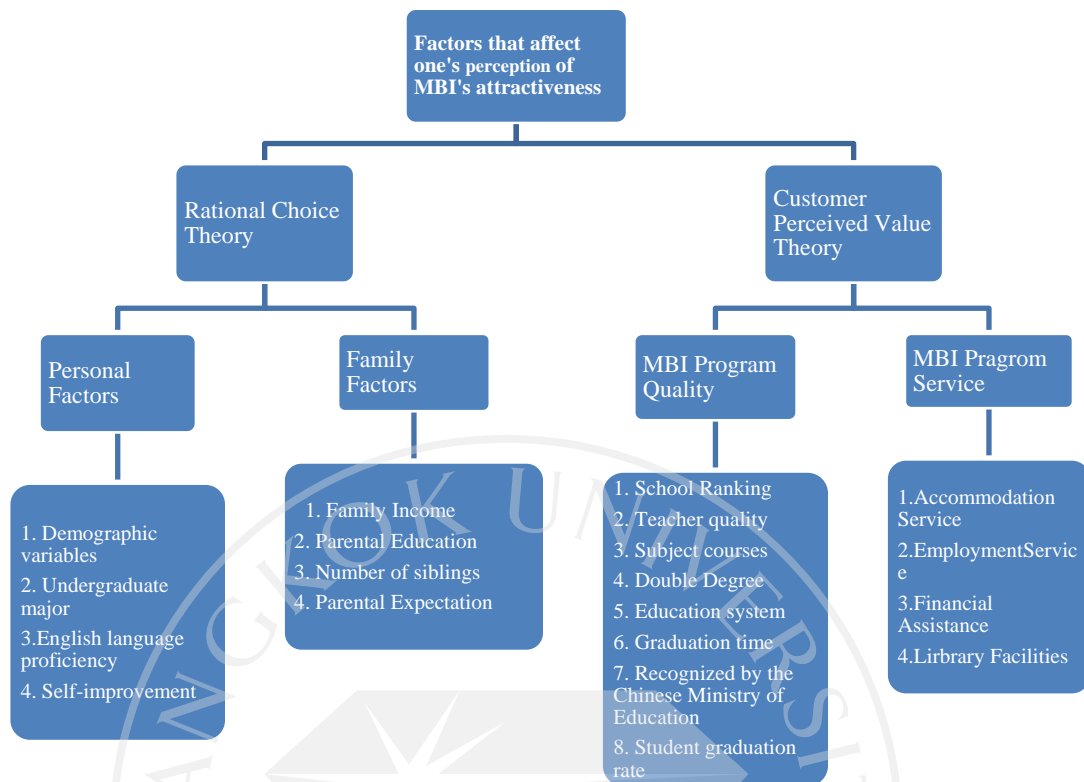 Factors that affect
one's perception of
MBI's attractiveness
Rational Choice
Theory
Customer
Perceived Value
Theory
Personal
Factors
Family
Factors
MBI Program
Quality
MBI Pragrom
Service
1. Demographic
variables
2. Undergraduate
major
3.English language
proficiency
4. Self-improvement
1. Family Income
2. Parental Education
3. Number of siblings
4. Parental Expectation
1. School Ranking
2. Teacher quality
3. Subject courses
4. Double Degree
5. Education system
6. Graduation time
7. Recognized by the
Chinese Ministry of
Education
8. Student graduation
rate
1.Accommodation
Service
2.EmploymentServic
e
3.Financial
Assistance
4.Lirbrary Facilities
ANGKOK UNIVERSI